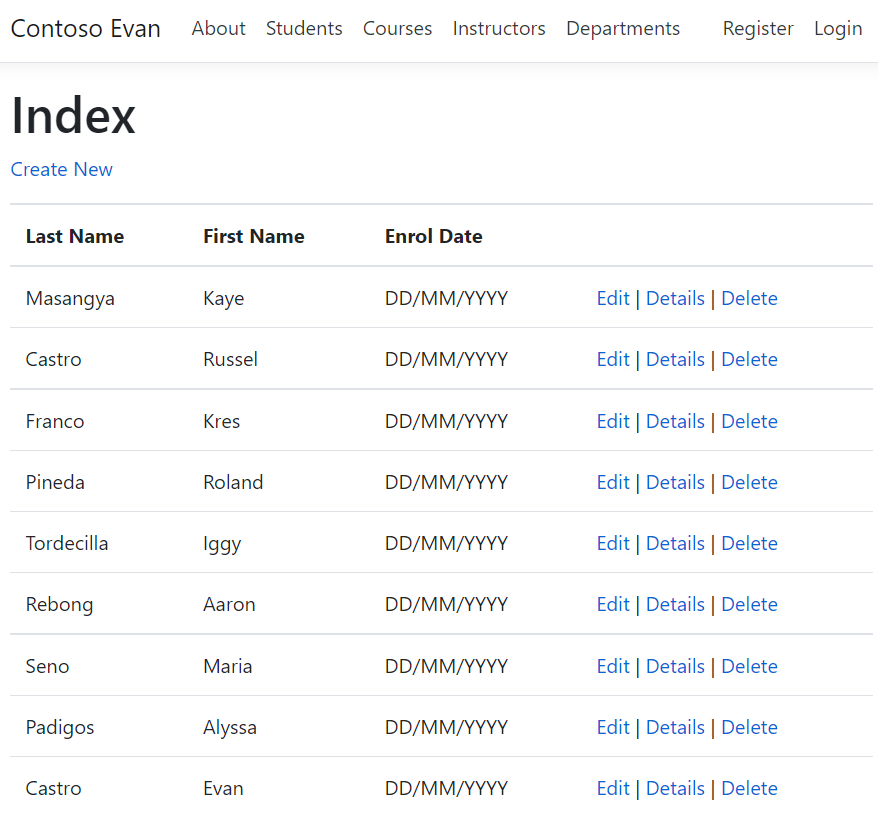 Contoso Evan About Students Courses Instructors Departments Register Login
Index
Create New
Last Name First Name Enrol Date
Masangya Kaye DD/MM/YYYY Edit | Details | Delete
Castro Russel DD/MM/YYYY Edit | Details | Delete
Franco Kres DD/MM/YYYY Edit | Details | Delete
Pineda Roland DD/MM/YYYY Edit | Details | Delete
Tordecilla Iggy DD/MM/YYYY Edit | Details | Delete
Rebong Aaron DD/MM/YYYY Edit | Details | Delete
Seno Maria DD/MM/YYYY Edit | Details | Delete
Padigos Alyssa DD/MM/YYYY Edit | Details | Delete
Castro Evan DD/MM/YYYY Edit | Details | Delete